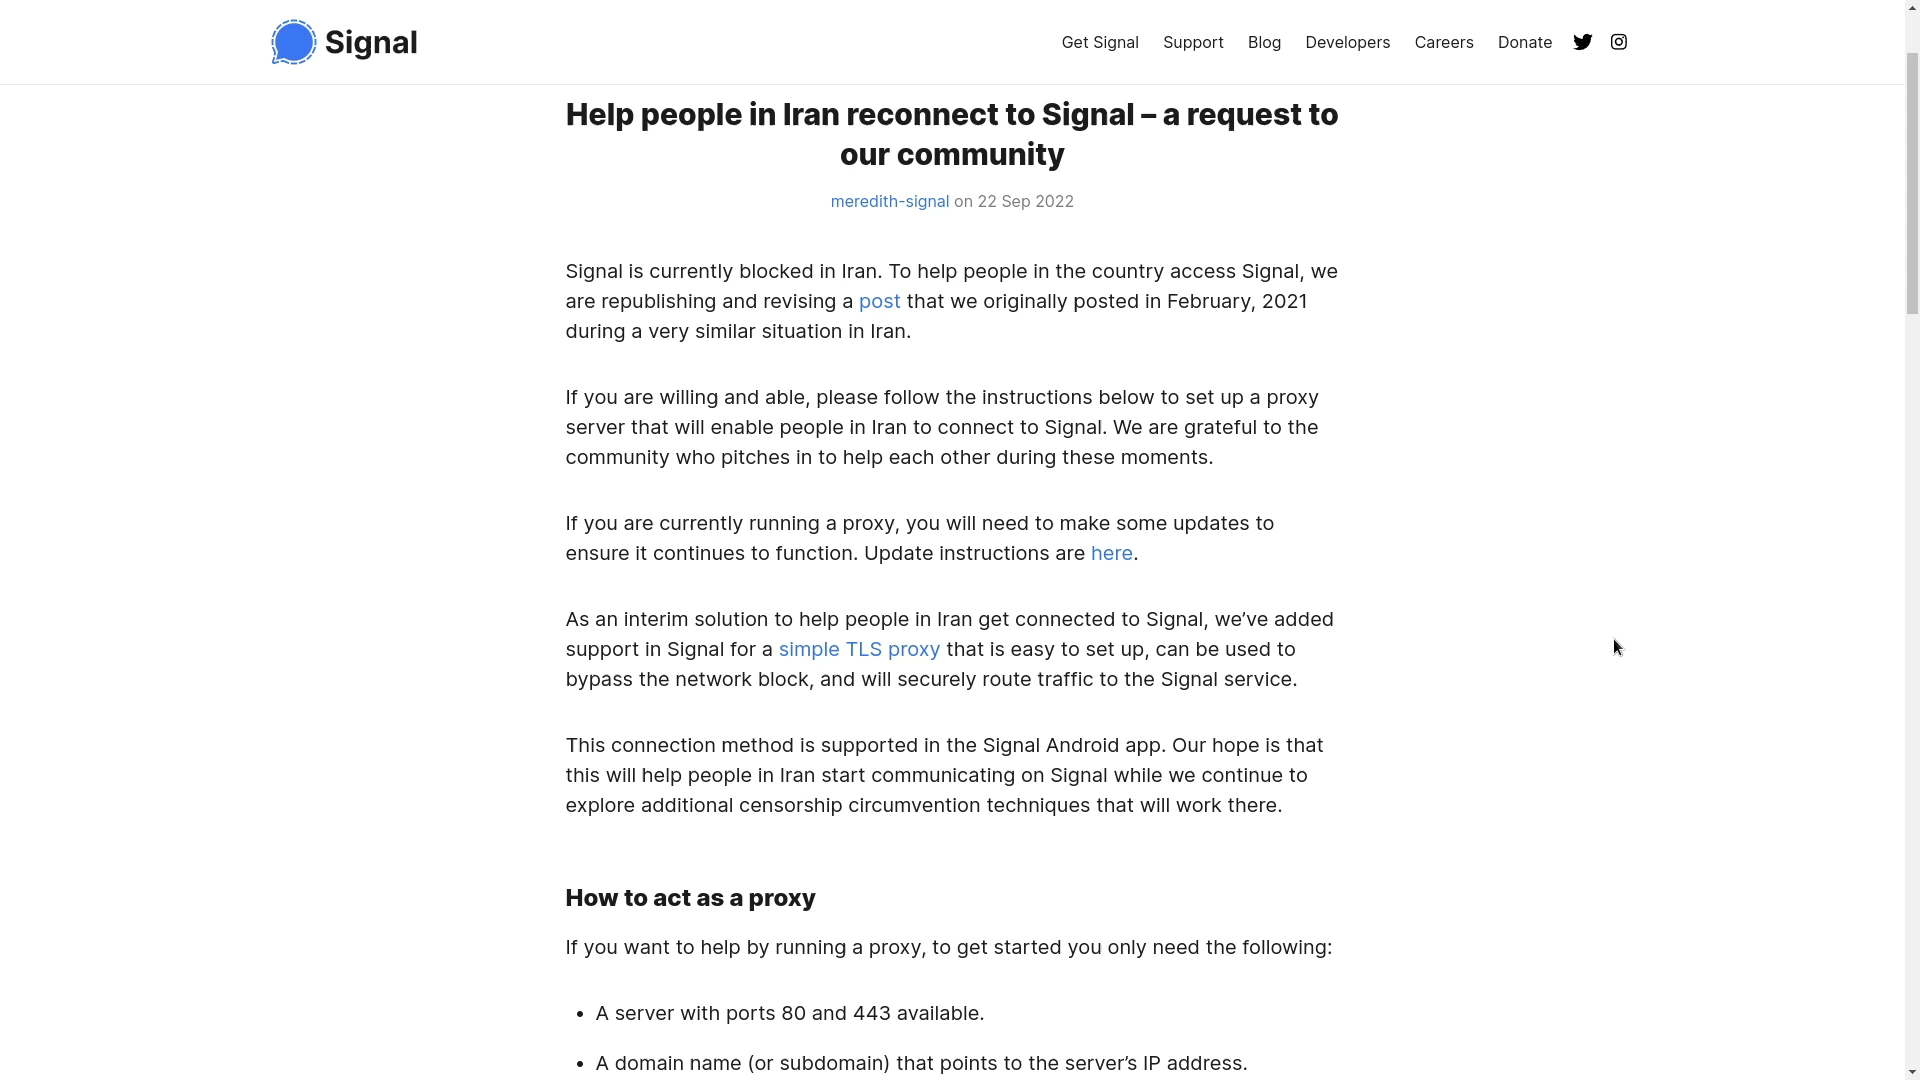 Signal
Get Signal Support Blog Developers Careers Donate
Help people in Iran reconnect to Signal – a request to
our community
meredith-signal on 22 Sep 2022
Signal is currently blocked in Iran. To help people in the country access Signal, we
are republishing and revising a post that we originally posted in February, 2021
during a very similar situation in Iran.
If you are willing and able, please follow the instructions below to set up a proxy
server that will enable people in Iran to connect to Signal. We are grateful to the
community who pitches in to help each other during these moments.
If you are currently running a proxy, you will need to make some updates to
ensure it continues to function. Update instructions are here.
As an interim solution to help people in Iran get connected to Signal, we’ve added
support in Signal for a simple TLS proxy that is easy to set up, can be used to
bypass the network block, and will securely route traffic to the Signal service.
This connection method is supported in the Signal Android app. Our hope is that
this will help people in Iran start communicating on Signal while we continue to
explore additional censorship circumvention techniques that will work there.
How to act as a proxy
If you want to help by running a proxy, to get started you only need the following:
• A server with ports 80 and 443 available.
• A domain name (or subdomain) that points to the server’s IP address.